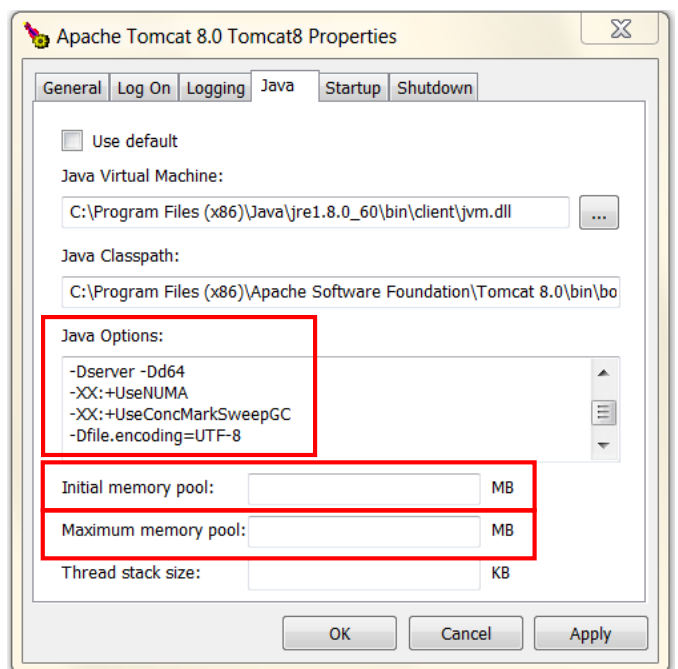 Apache Tomcat 8.0 Tomcat8 Properties
General Log On Logging Java Startup Shutdown
Use default
Java Virtual Machine:
C:\Program Files (x86)\Java\jre1.8.0_60\bin\client\jvm.dll ...
Java Classpath:
C:\Program Files (x86)\Apache Software Foundation\Tomcat 8.0\bin\bo
Java Options:
-Dserver -Dd64
-XX:+UseNUMA
-XX:+UseConcMarkSweepGC
-Dfile.encoding=UTF-8
Initial memory pool: MB
Maximum memory pool: MB
Thread stack size: KB
OK Cancel Apply